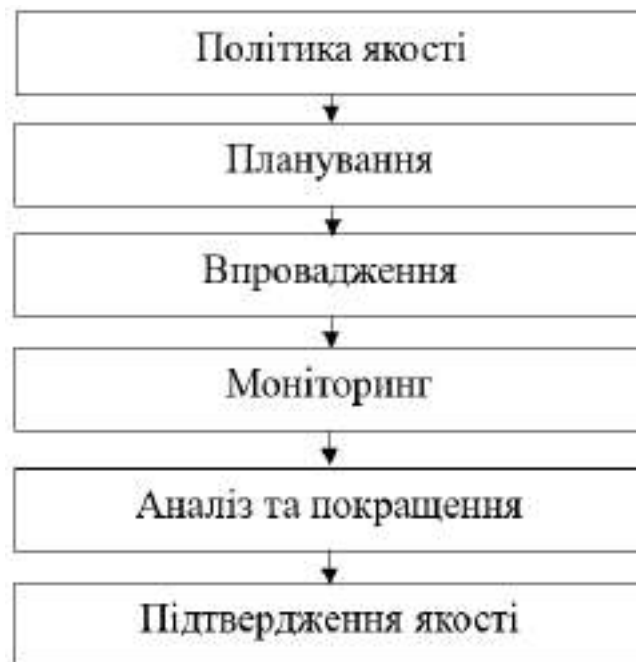 Політика якості
Планування
Впровадження
Моніторинг
Аналіз та покращення
Підтвердження якості